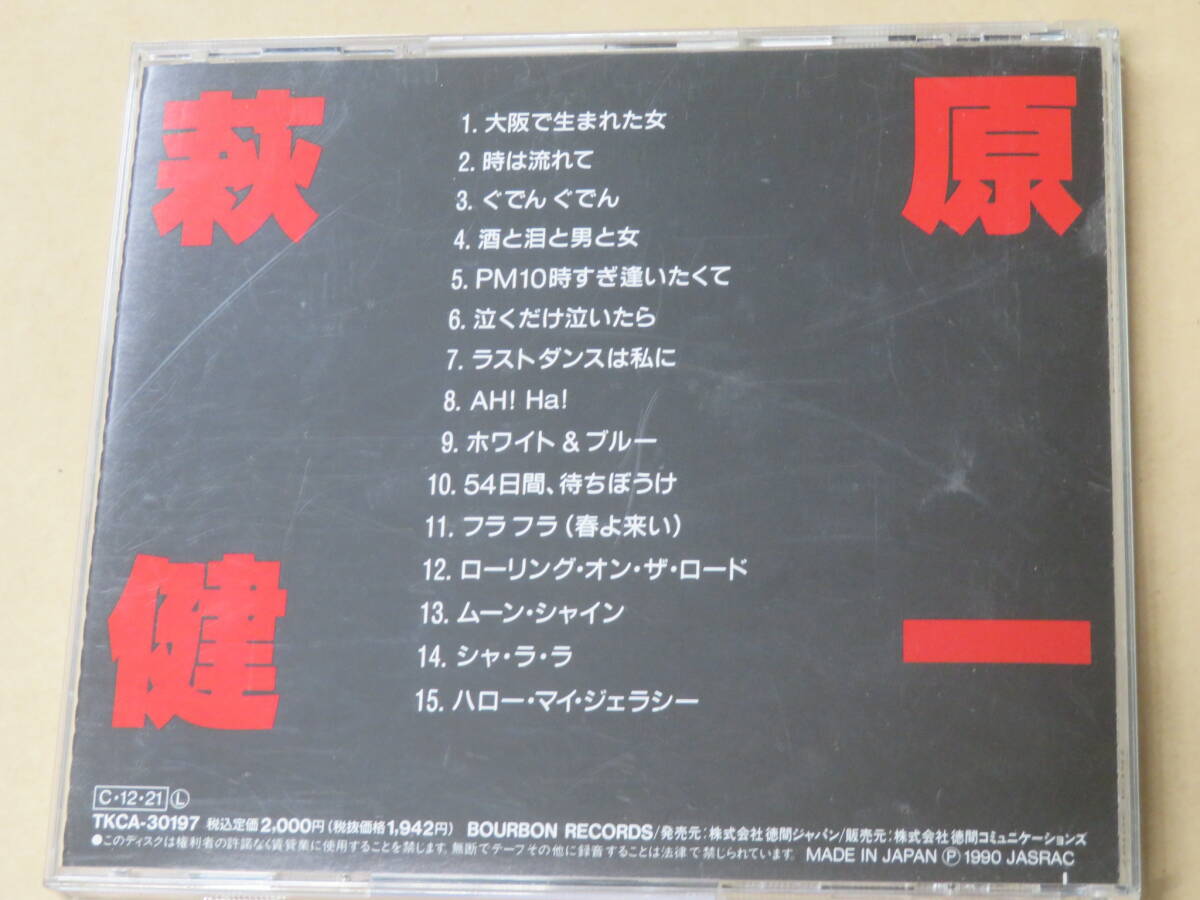 萩原
健一
1. 大阪で生まれた女
2. 時は流れて
3. ぐでん ぐでん
4. 酒と泪と男と女
5. PM10時すぎ逢いたくて
6. 泣くだけ泣いたら
7. ラストダンスは私に
8. AH! Ha!
9. ホワイト & ブルー
10. 54日間、待ちぼうけ
11. フラ フラ (春よ来い)
12. ローリング・オン・ザ・ロード
13. ムーン・シャイン
14. シャ・ラ・ラ
15. ハロー・マイ・ジェラシー
C・12・21 Ⓛ
TKCA-30197 税込定価2,000円(税抜価格1,942円) BOURBON RECORDS/発売元:株式会社徳間ジャパン/販売元:株式会社徳間コミュニケーションズ
●このディスクは権利者の許諾なく賃貸業に使用することを禁じます。無断でテープその他に録音することは法律で禁じられています。 MADE IN JAPAN Ⓟ 1990 JASRAC